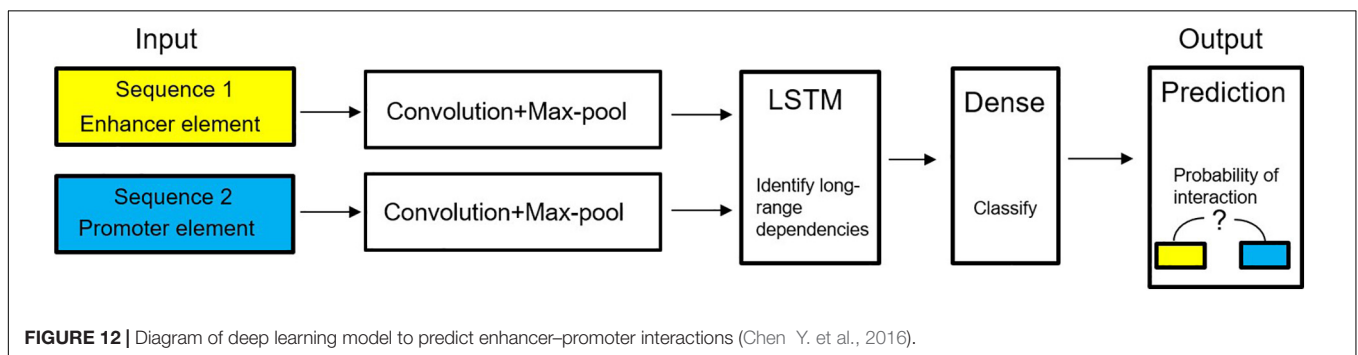 Input
Output
Sequence 1
Enhancer element
Convolution+Max-pool
Sequence 2
Promoter element
Convolution+Max-pool
LSTM
Identify long-
range
dependencies
Dense
Classify
Prediction
Probability of
interaction
?
FIGURE 12 | Diagram of deep learning model to predict enhancer–promoter interactions (Chen Y. et al., 2016).